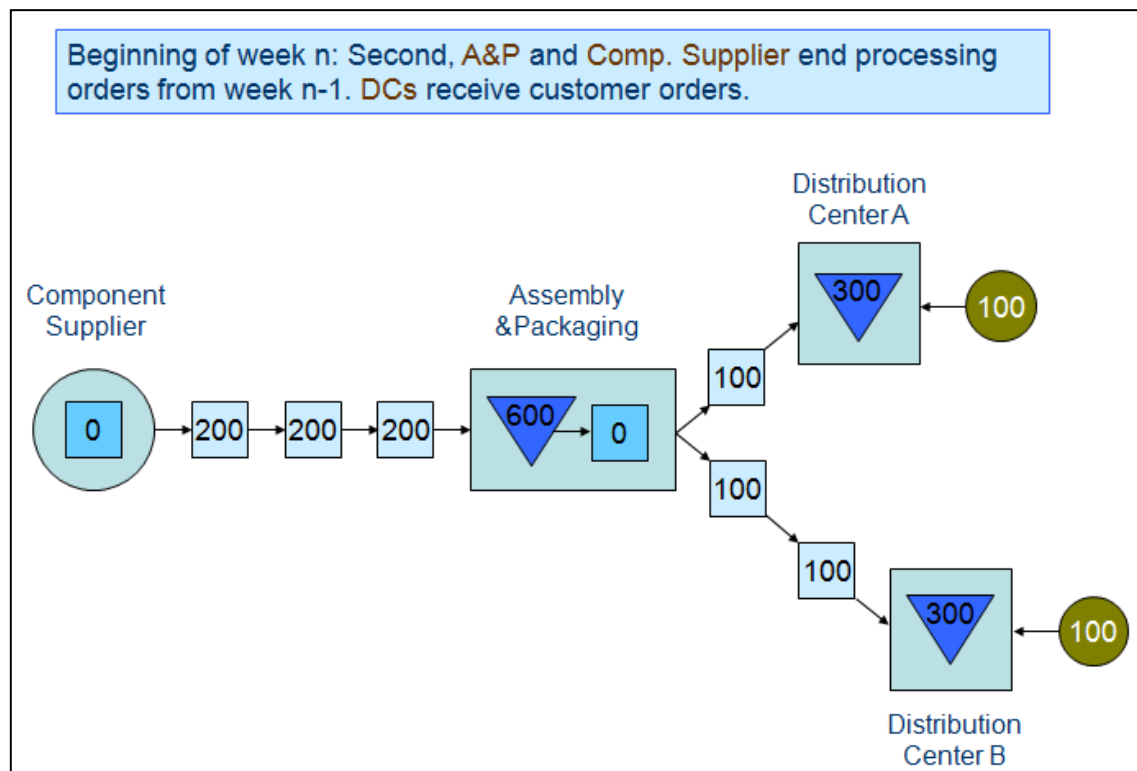 Beginning of week n: Second, A&P and Comp. Supplier end processing
orders from week n-1. DCs receive customer orders.
Distribution
Center A
300
100
Component
Supplier
Assembly
&Packaging
0
200
200
200
600
0
100
100
100
300
100
Distribution
Center B